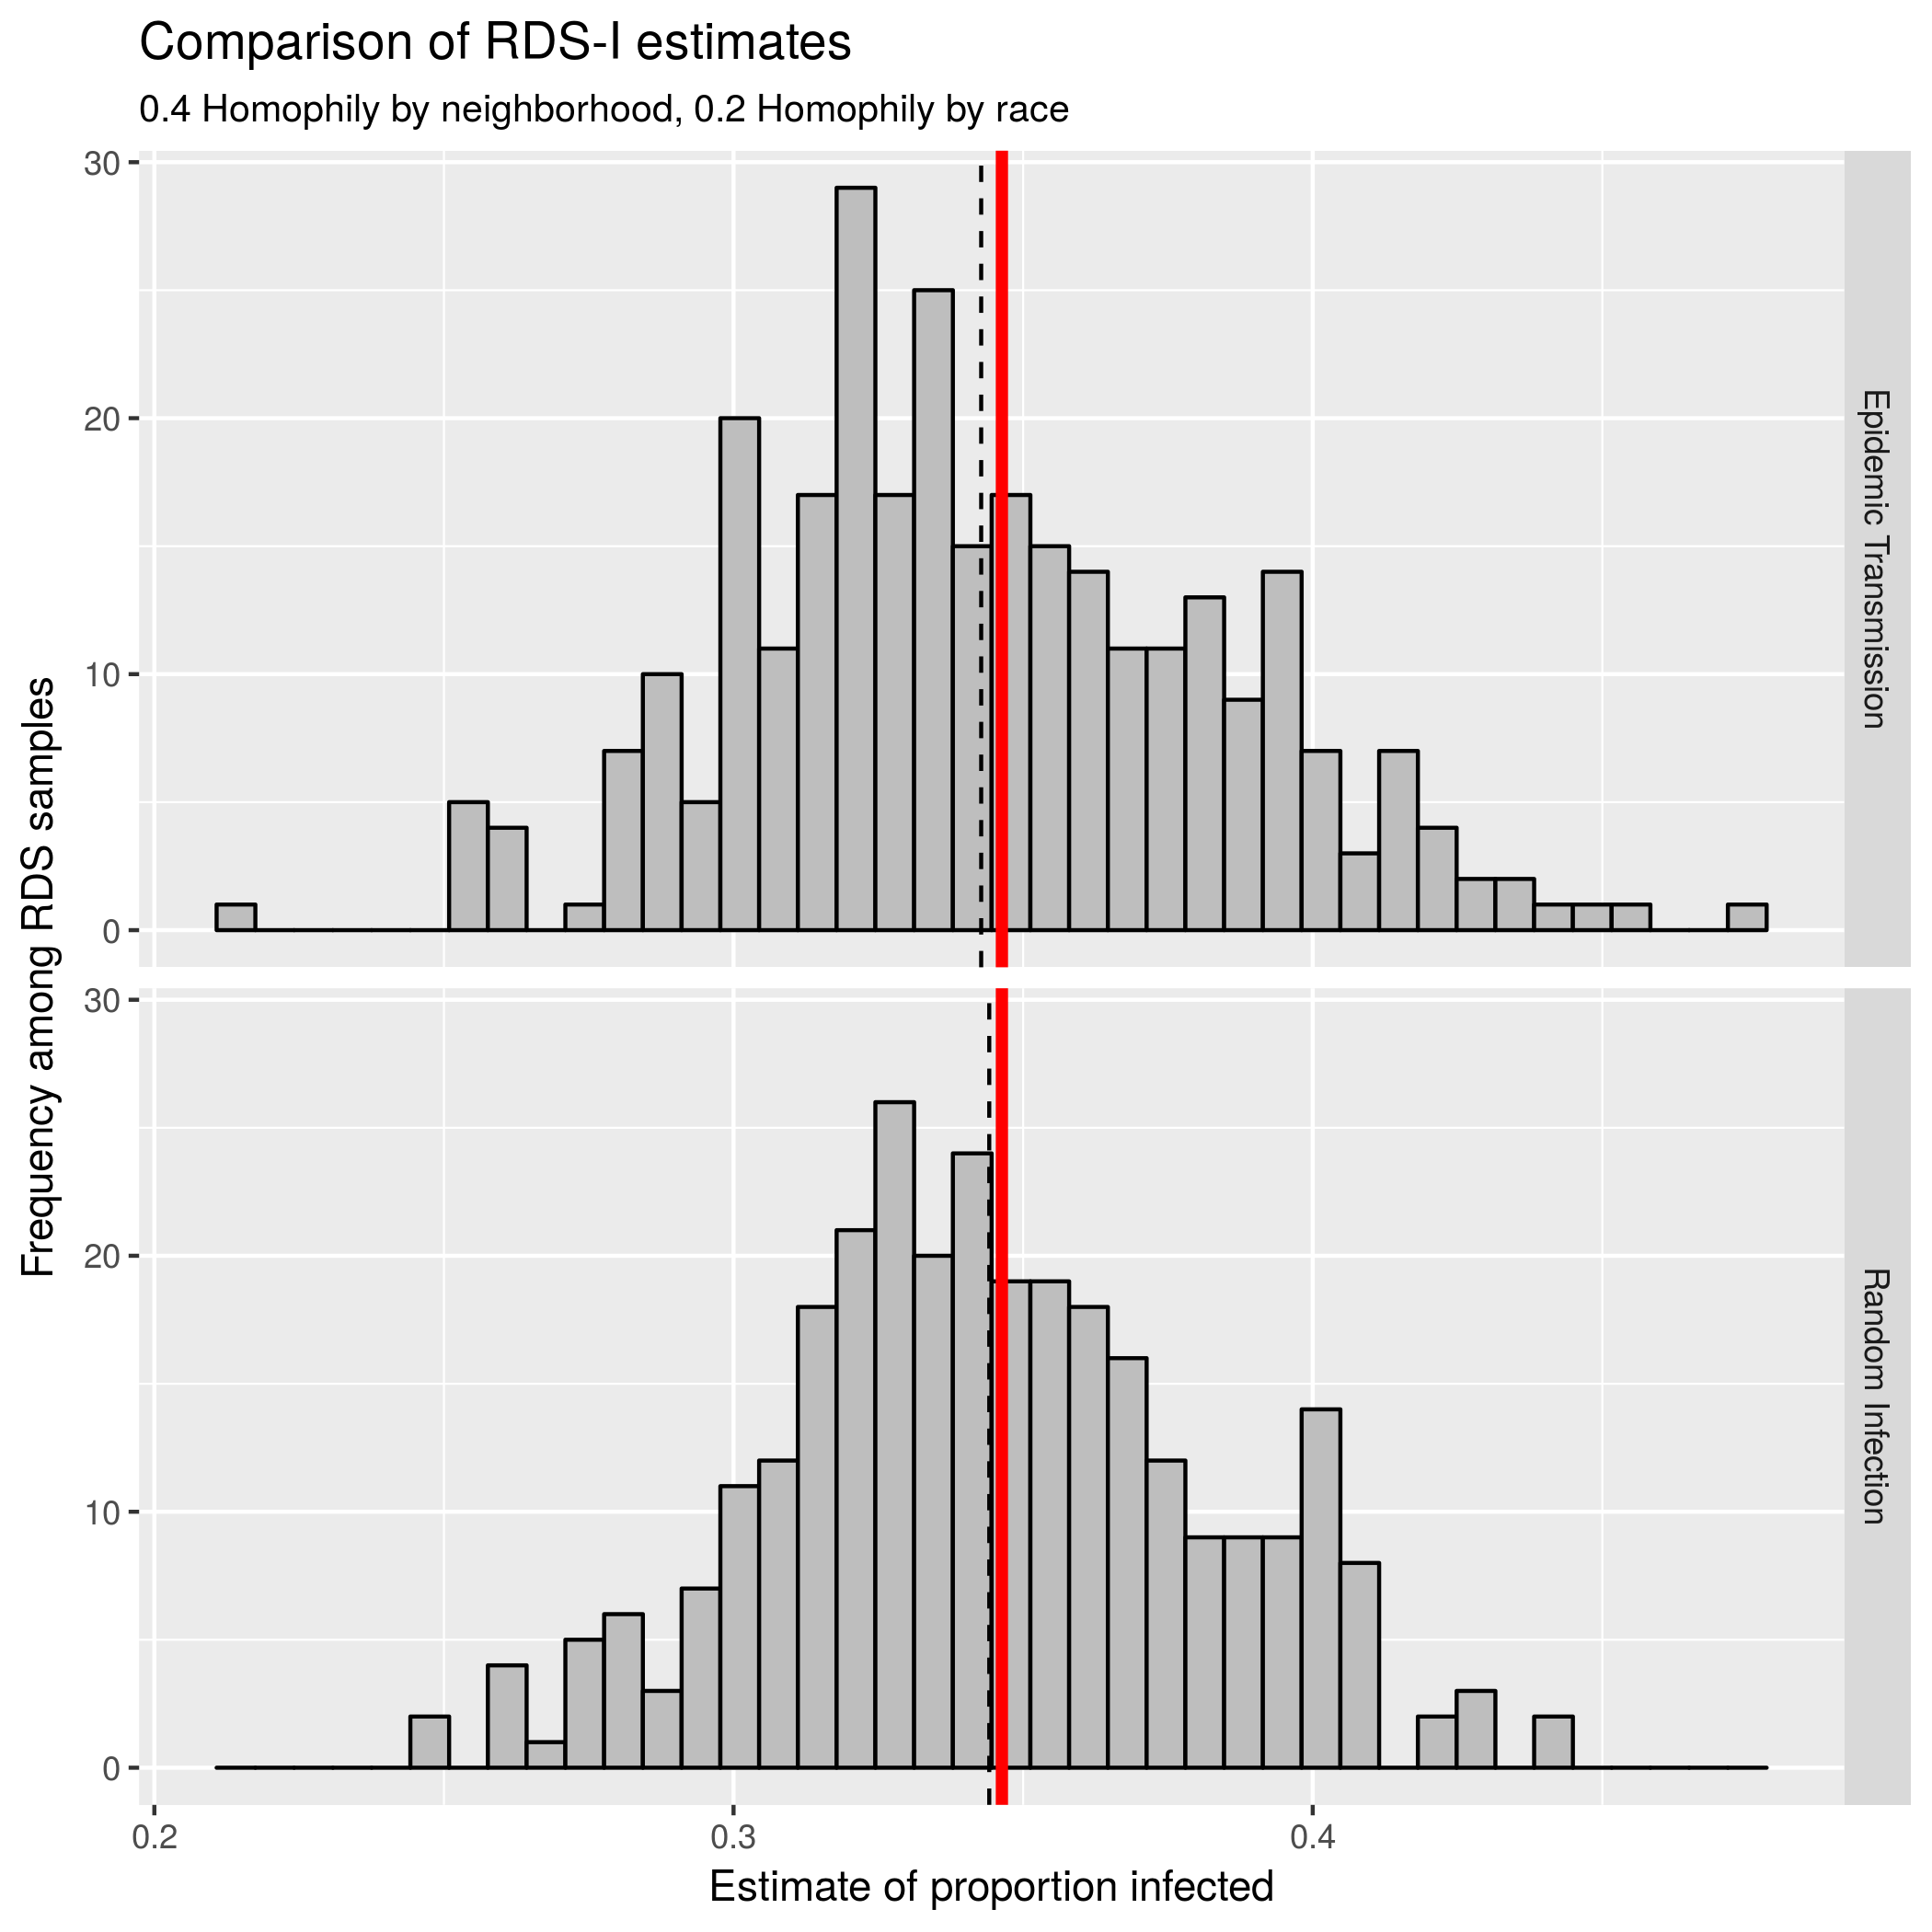 Comparison of RDS-I estimates
0.4 Homophily by neighborhood, 0.2 Homophily by race
Frequency among RDS samples
30
20
10
0
Epidemic Transmission
30
20
10
0
Random Infection
0.2
0.3
0.4
Estimate of proportion infected